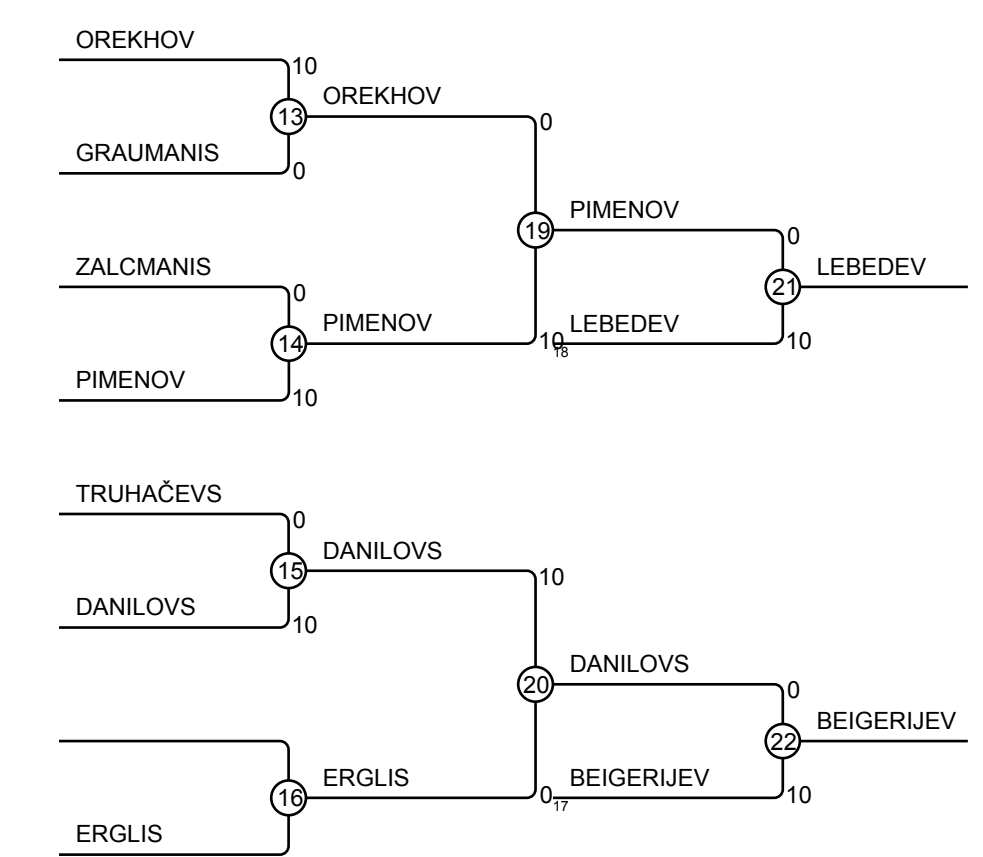 OREKHOV
10
OREKHOV
13
0
GRAUMANIS
0
PIMENOV
19
0
ZALCMANIS
LEBEDEV
21
0
PIMENOV
LEBEDEV
14
10
18
10
PIMENOV
10
TRUHAČEVS
0
DANILOVS
15
10
DANILOVS
10
DANILOVS
20
0
BEIGERIJEV
22
ERGLIS
BEIGERIJEV
16
0
17
10
ERGLIS